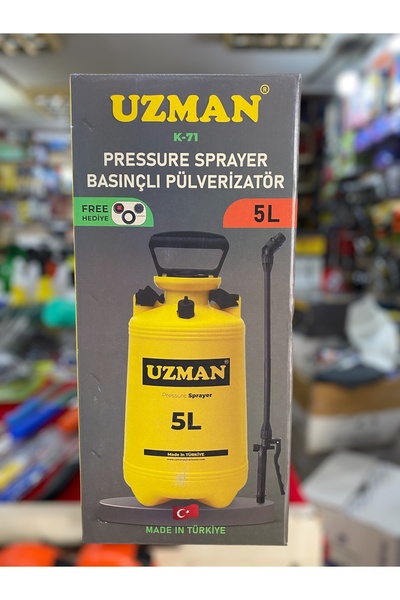 UZMAN®
K-71
PRESSURE SPRAYER
BASINÇLI PÜLVERİZATÖR
FREE
HEDİYE
5L
UZMAN®
Pressure Sprayer
5L
Made in TÜRKİYE
MADE IN TÜRKİYE